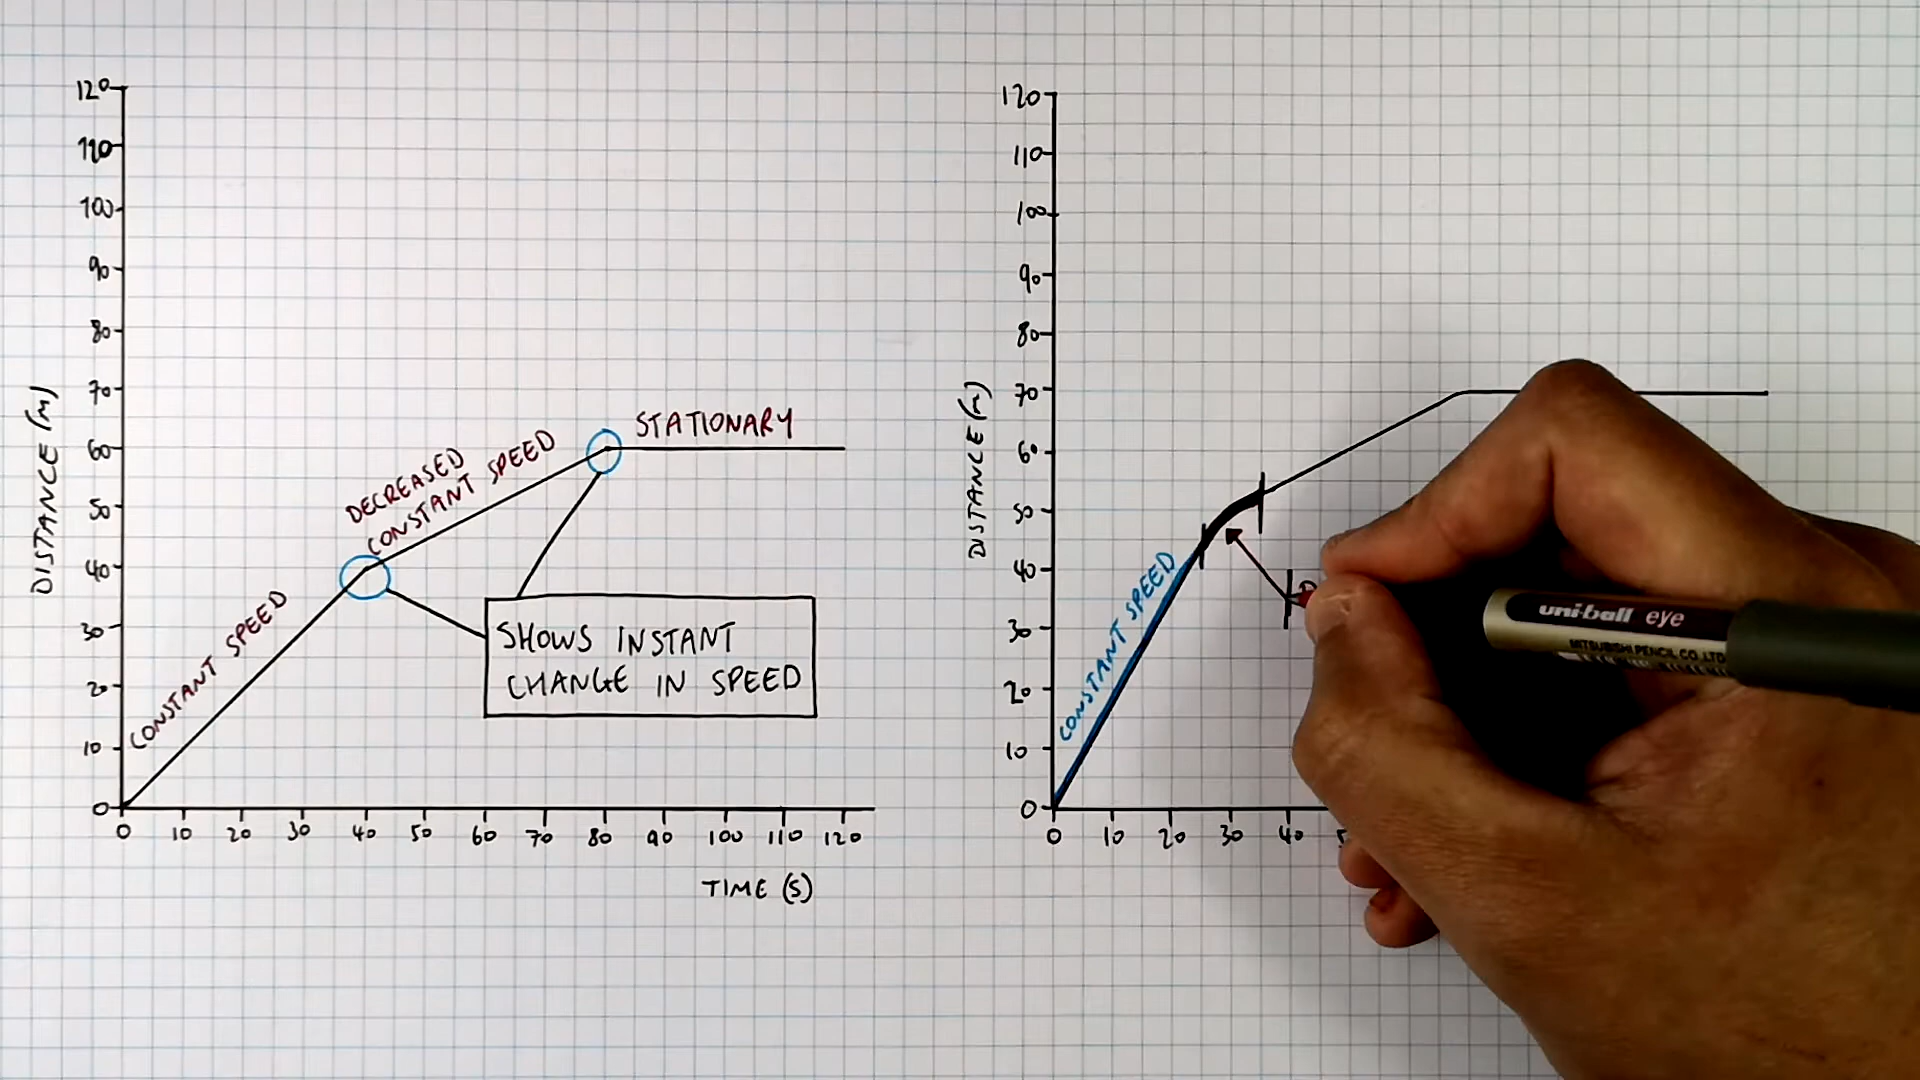 120
110
100
90
80
70
60
50
40
30
20
10
0
DISTANCE (M)
CONSTANT SPEED
DECREASED
CONSTANT SPEED
STATIONARY
SHOWS INSTANT
CHANGE IN SPEED
0 10 20 30 40 50 60 70 80 90 100 110 120
TIME (S)
120
110
100
90
80
70
60
50
40
30
20
10
0
DISTANCE (M)
CONSTANT SPEED
0 10 20 30 40
uni-ball eye
MITSUBISHI PENCIL CO., LTD